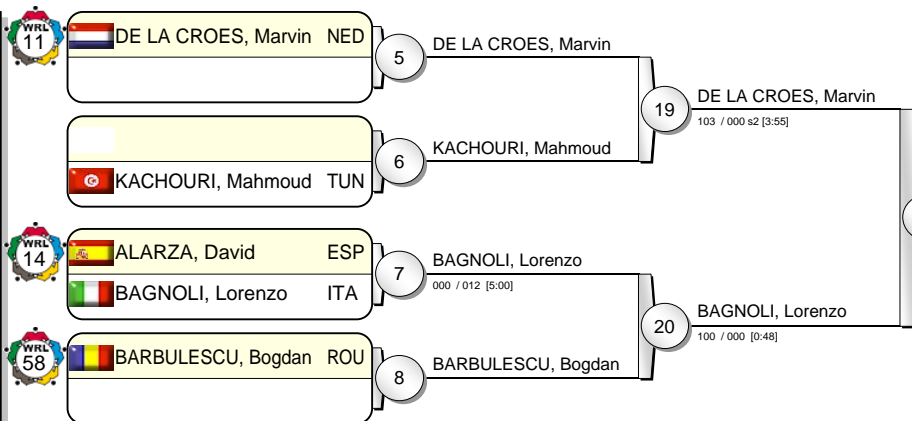 WRL
11
DE LA CROES, Marvin NED
5
DE LA CROES, Marvin
19
DE LA CROES, Marvin
103 / 000 s2 [3:55]
6
KACHOURI, Mahmoud
KACHOURI, Mahmoud TUN
WRL
14
ALARZA, David ESP
BAGNOLI, Lorenzo ITA
7
BAGNOLI, Lorenzo
000 / 012 [5:00]
20
BAGNOLI, Lorenzo
100 / 000 [0:48]
WRL
58
BARBULESCU, Bogdan ROU
8
BARBULESCU, Bogdan